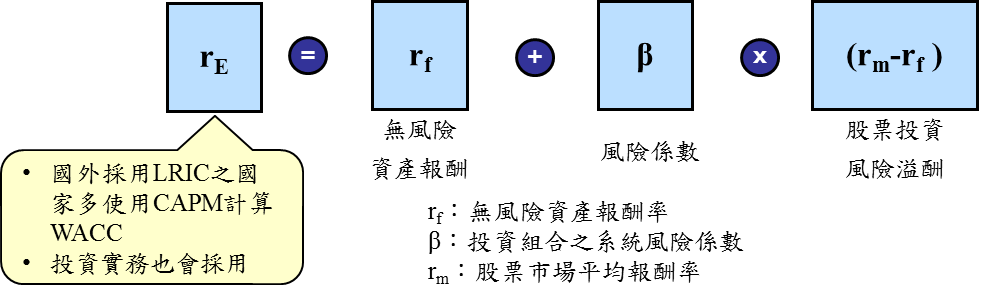 rE = rf + β x (rm-rf )
無風險
資產報酬
風險係數
股票投資
風險溢酬
• 國外採用LRIC之國
家多使用CAPM計算
WACC
• 投資實務也會採用
rf：無風險資產報酬率
β：投資組合之系統風險係數
rm：股票市場平均報酬率